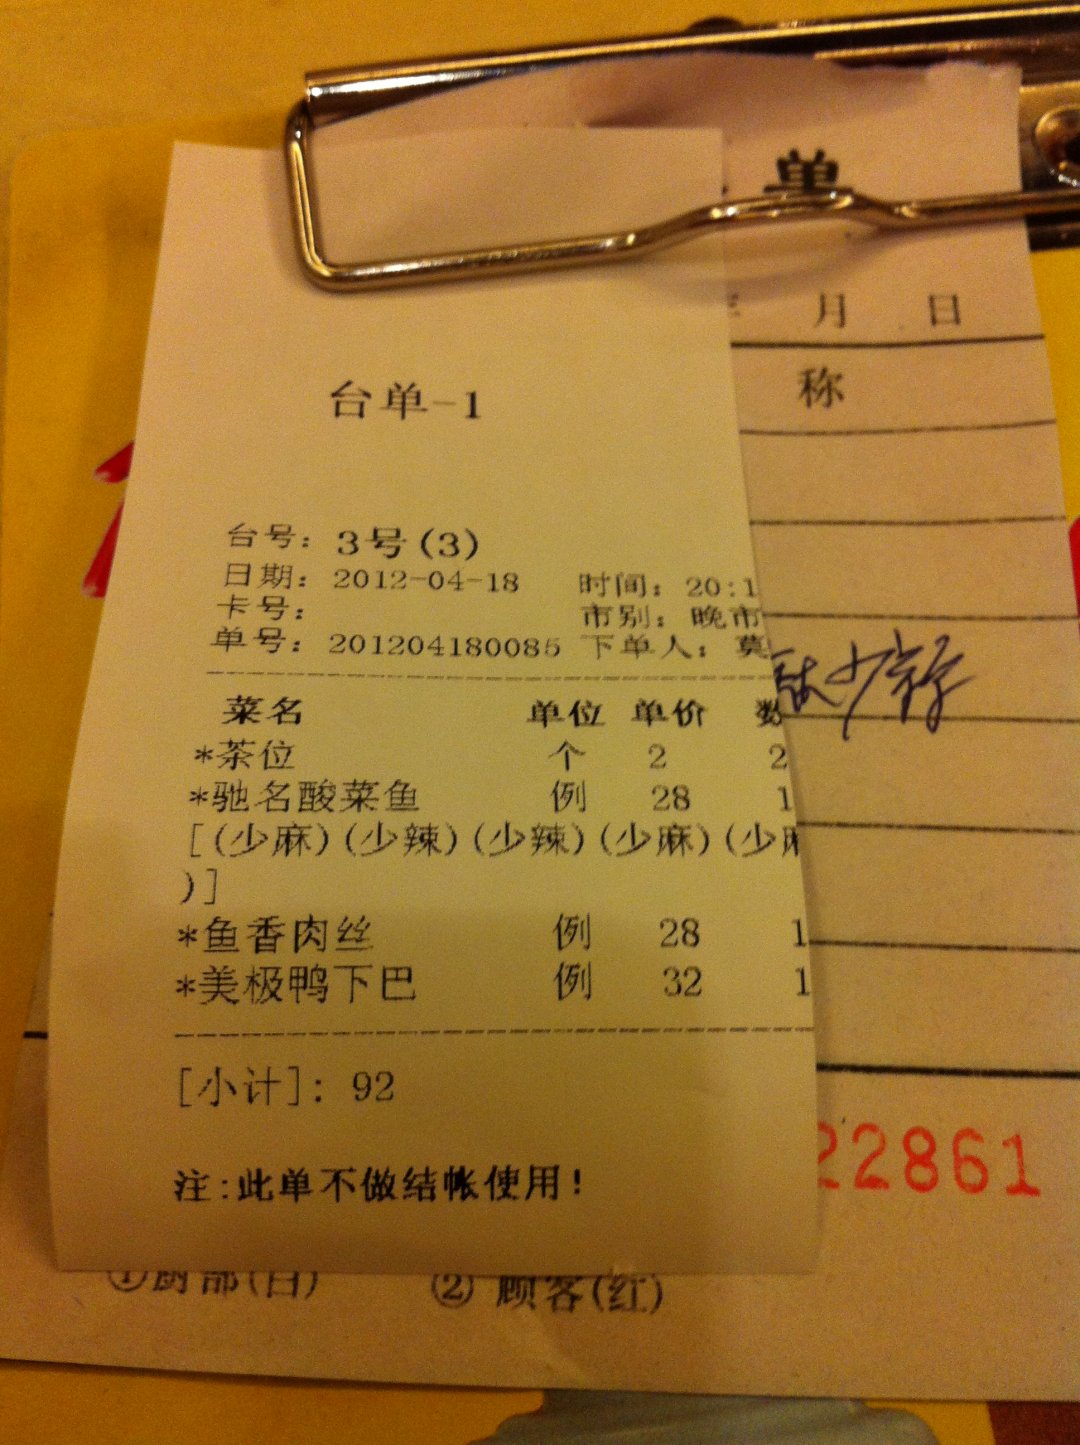 单
月 日
称
台单-1
台号: 3号(3)
日期: 2012-04-18 时间: 20:1
卡号: 市别: 晚市
单号: 201204180085 下单人: 莫
菜名 单位 单价 数
*茶位 个 2 2
*驰名酸菜鱼 例 28 1
[(少麻)(少辣)(少辣)(少麻)(少麻
)]
*鱼香肉丝 例 28 1
*美极鸭下巴 例 32 1
[小计]: 92
注:此单不做结帐使用!
22861
①厨部(白) ② 顾客(红)